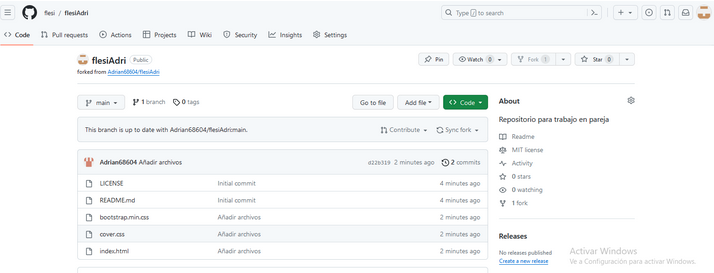 flesi / flesiAdri
Type / to search
Code Pull requests Actions Projects Wiki Security Insights Settings
flesiAdri Public
Pin Watch 0 Fork 1 Star 0
forked from Adrian68604/flesiAdri
main 1 branch 0 tags Go to file Add file Code
This branch is up to date with Adrian68604/flesiAdri:main. Contribute Sync fork
Adrian68604 Añadir archivos d22b319 2 minutes ago 2 commits
LICENSE Initial commit 4 minutes ago
README.md Initial commit 4 minutes ago
bootstrap.min.css Añadir archivos 2 minutes ago
cover.css Añadir archivos 2 minutes ago
index.html Añadir archivos 2 minutes ago
About
Repositorio para trabajo en pareja
Readme
MIT license
Activity
0 stars
0 watching
1 fork
Releases
No releases published
Create a new release
Activar Windows
Ve a Configuración para activar Windows.